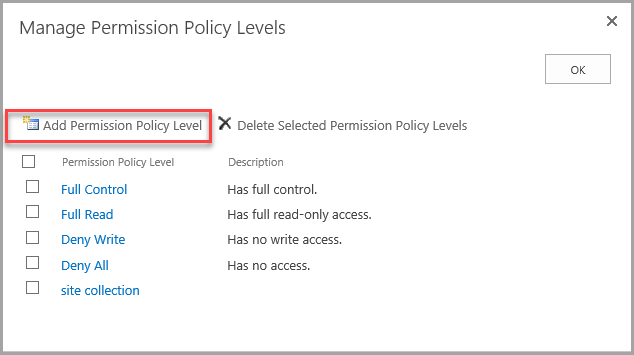 Manage Permission Policy Levels
OK
Add Permission Policy Level Delete Selected Permission Policy Levels
Permission Policy Level Description
Full Control Has full control.
Full Read Has full read-only access.
Deny Write Has no write access.
Deny All Has no access.
site collection